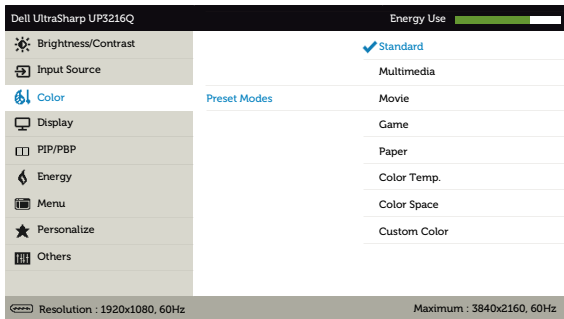 Dell UltraSharp UP3216Q Energy Use
Brightness/Contrast
Input Source
Color
Display
PIP/PBP
Energy
Menu
Personalize
Others
Preset Modes
Standard
Multimedia
Movie
Game
Paper
Color Temp.
Color Space
Custom Color
Resolution : 1920x1080, 60Hz Maximum : 3840x2160, 60Hz